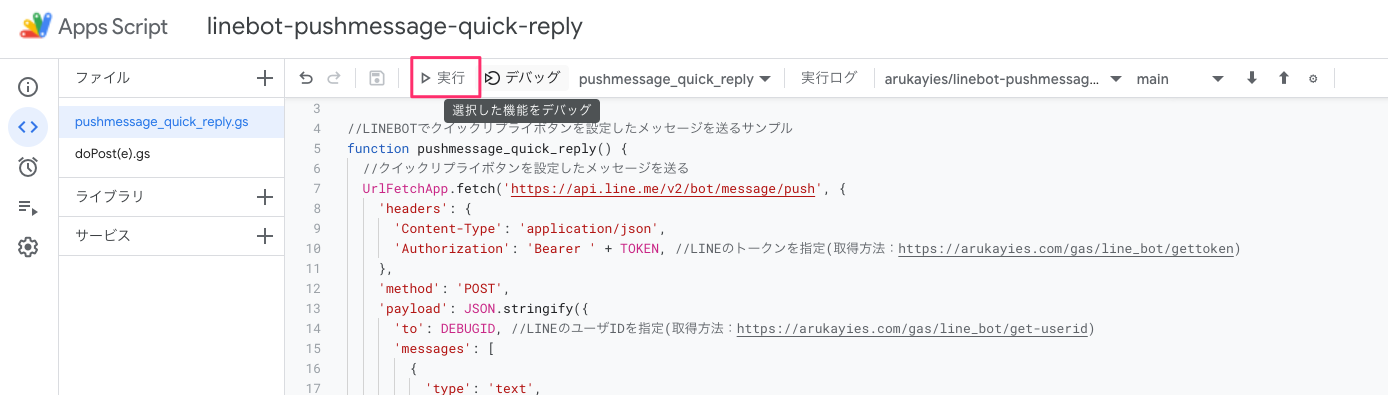 Apps Script linebot-pushmessage-quick-reply
ファイル
実行 デバッグ pushmessage_quick_reply 実行ログ arukayies/linebot-pushmessag... main
選択した機能をデバッグ
pushmessage_quick_reply.gs
doPost(e).gs
ライブラリ
サービス
3
4 //LINEBOTでクイックリプライボタンを設定したメッセージを送るサンプル
5 function pushmessage_quick_reply() {
6 //クイックリプライボタンを設定したメッセージを送る
7 UrlFetchApp.fetch('https://api.line.me/v2/bot/message/push', {
8 'headers': {
9 'Content-Type': 'application/json',
10 'Authorization': 'Bearer ' + TOKEN, //LINEのトークンを指定(取得方法：https://arukayies.com/gas/line_bot/gettoken)
11 },
12 'method': 'POST',
13 'payload': JSON.stringify({
14 'to': DEBUGID, //LINEのユーザIDを指定(取得方法：https://arukayies.com/gas/line_bot/get-userid)
15 'messages': [
16 {
17 'type': 'text',